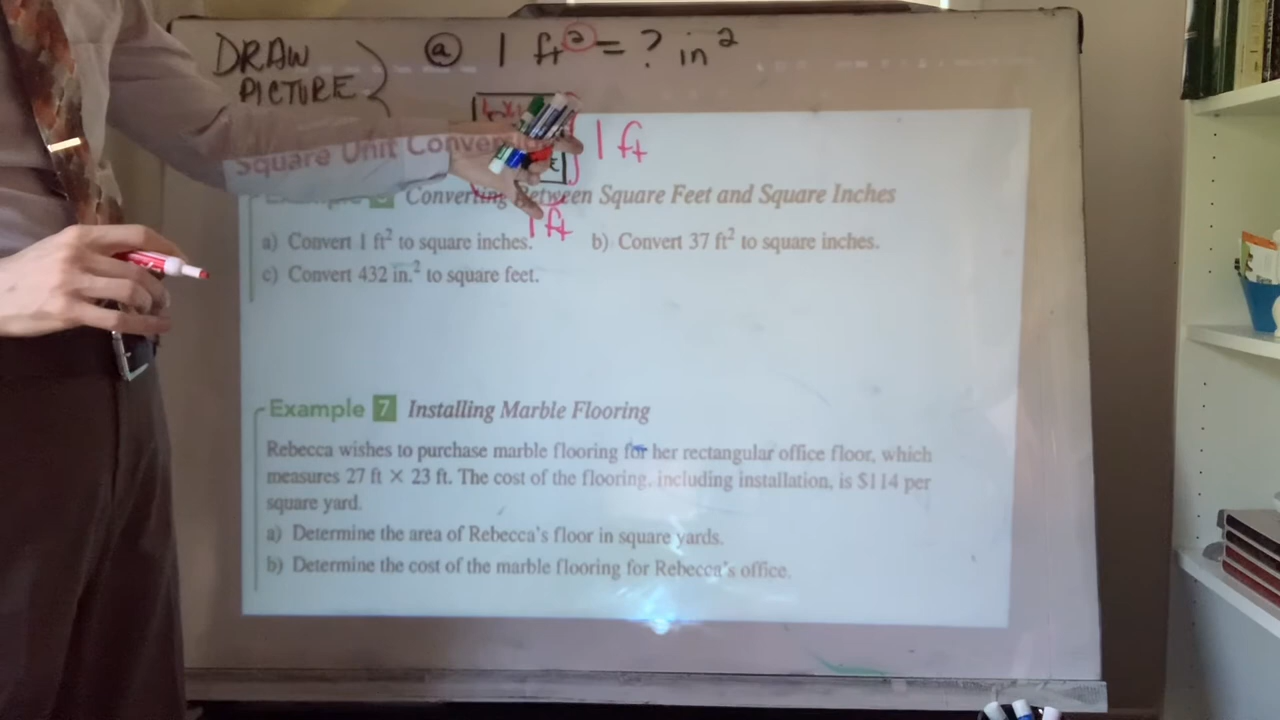 DRAW
PICTURE
ⓐ 1 ft² = ? in²
1 ft
Square Unit
1 ft
Converting Between Square Feet and Square Inches
a) Convert 1 ft² to square inches.
b) Convert 37 ft² to square inches.
c) Convert 432 in.² to square feet.
Example 7 Installing Marble Flooring
Rebecca wishes to purchase marble flooring for her rectangular office floor, which
measures 27 ft × 23 ft. The cost of the flooring, including installation, is $114 per
square yard.
a) Determine the area of Rebecca's floor in square yards.
b) Determine the cost of the marble flooring for Rebecca's office.